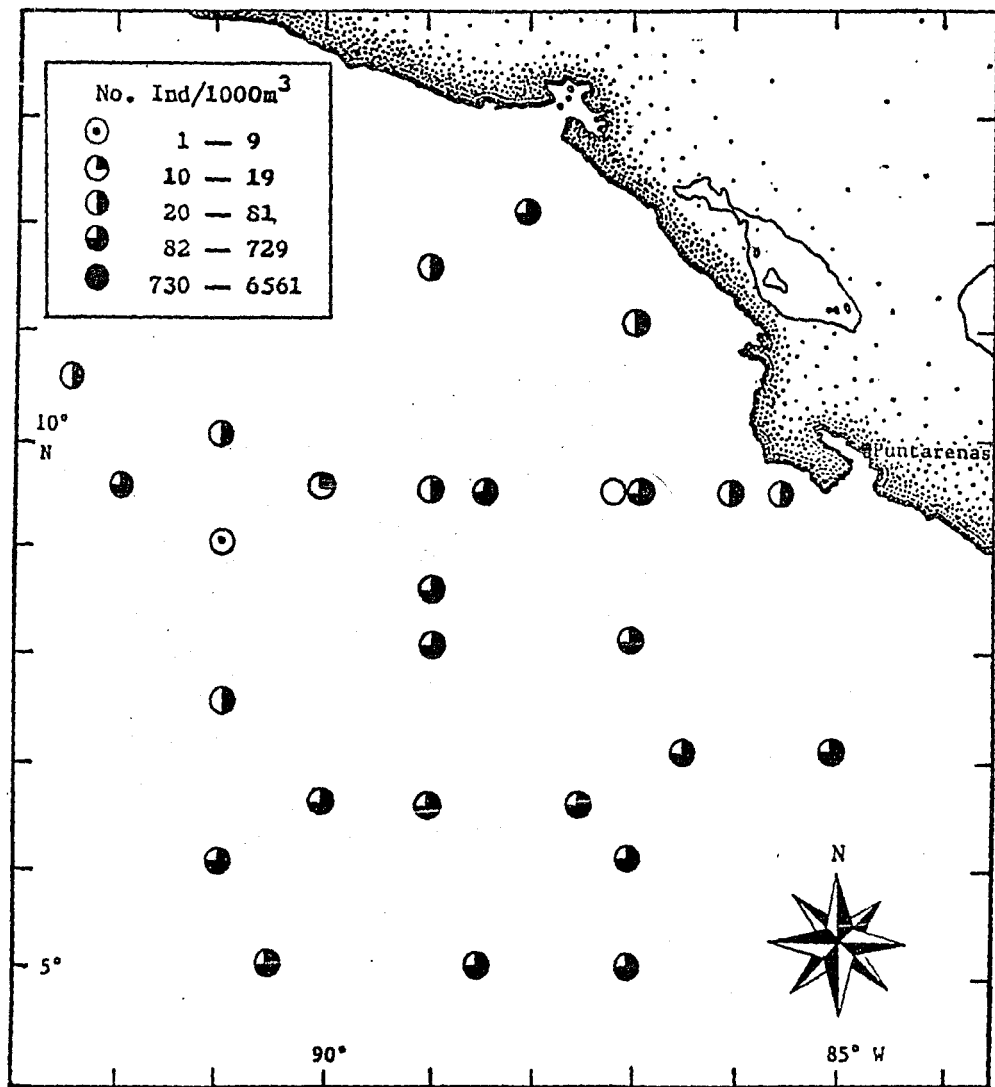 No. Ind/1000m³
1 — 9
10 — 19
20 — 81
82 — 729
730 — 6561
10°
N
Puntarenas
5°
N
90°
85° W